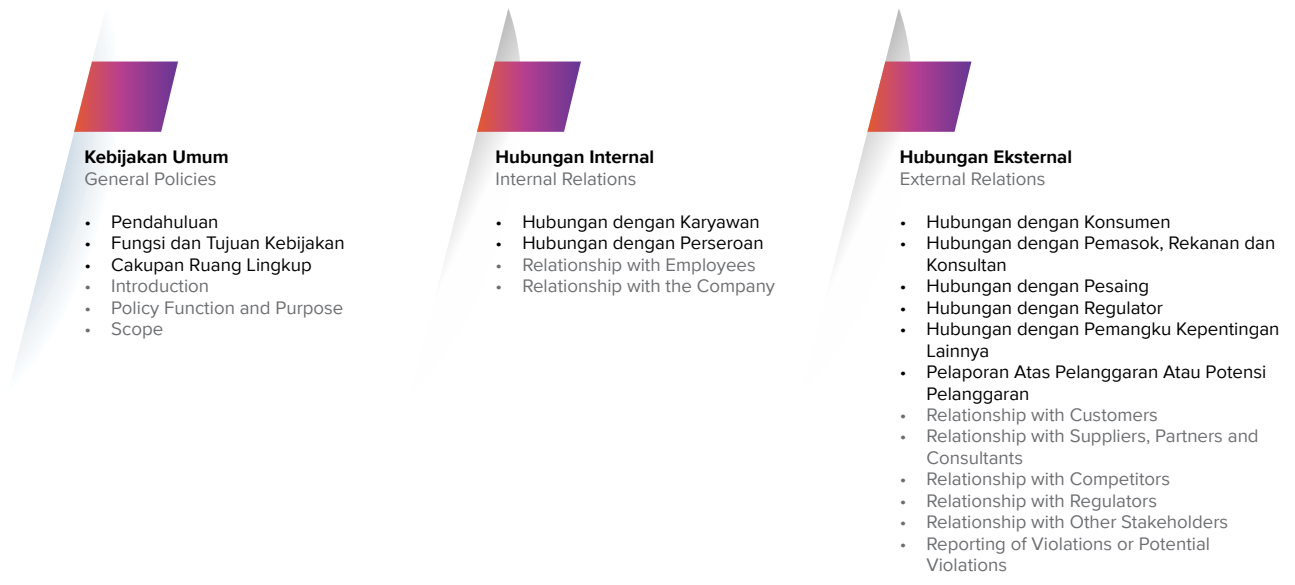 Kebijakan Umum
General Policies
• Pendahuluan
• Fungsi dan Tujuan Kebijakan
• Cakupan Ruang Lingkup
• Introduction
• Policy Function and Purpose
• Scope
Hubungan Internal
Internal Relations
• Hubungan dengan Karyawan
• Hubungan dengan Perseroan
• Relationship with Employees
• Relationship with the Company
Hubungan Eksternal
External Relations
• Hubungan dengan Konsumen
• Hubungan dengan Pemasok, Rekanan dan
Konsultan
• Hubungan dengan Pesaing
• Hubungan dengan Regulator
• Hubungan dengan Pemangku Kepentingan
Lainnya
• Pelaporan Atas Pelanggaran Atau Potensi
Pelanggaran
• Relationship with Customers
• Relationship with Suppliers, Partners and
Consultants
• Relationship with Competitors
• Relationship with Regulators
• Relationship with Other Stakeholders
• Reporting of Violations or Potential
Violations